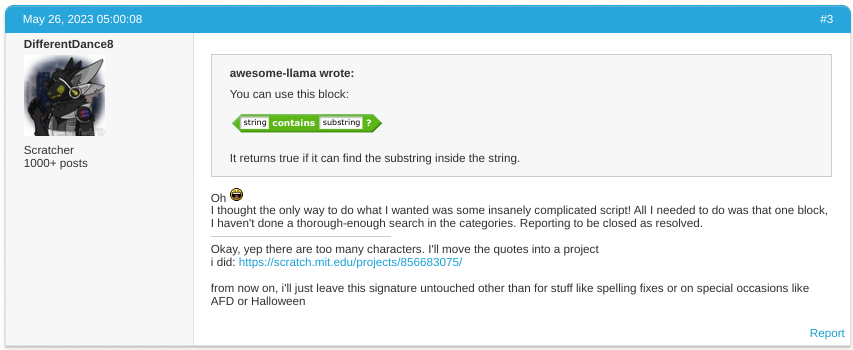 May 26, 2023 05:00:08
#3
DifferentDance8
Scratcher
1000+ posts
awesome-llama wrote:
You can use this block:
string contains substring ?
It returns true if it can find the substring inside the string.
Oh
I thought the only way to do what I wanted was some insanely complicated script! All I needed to do was that one block,
I haven't done a thorough-enough search in the categories. Reporting to be closed as resolved.
Okay, yep there are too many characters. I'll move the quotes into a project
i did: https://scratch.mit.edu/projects/856683075/
from now on, i'll just leave this signature untouched other than for stuff like spelling fixes or on special occasions like
AFD or Halloween
Report